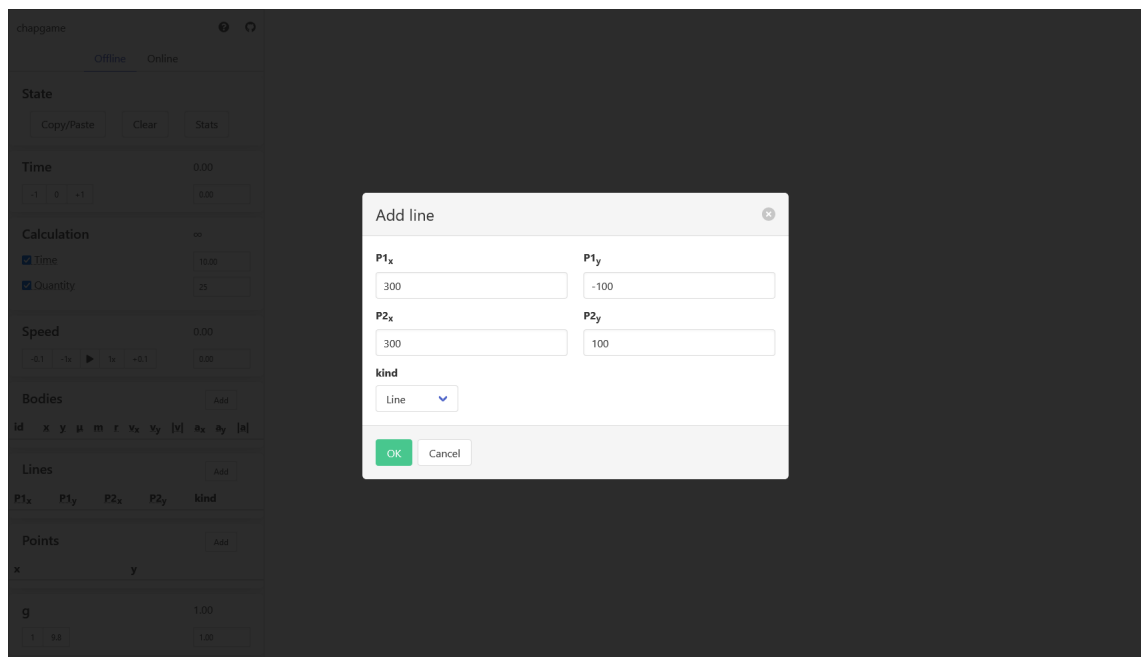 chapgame
Offline Online
State
Copy/Paste Clear Stats
Time 0.00
-1 0 +1 0.00
Calculation ∞
Time 10.00
Quantity 25
Speed 0.00
-0.1 -1x 1x +0.1 0.00
Bodies Add
id x y μ m r vx vy |v| ax ay |a|
Lines Add
P1x P1y P2x P2y kind
Points Add
x y
g 1.00
1 9.8 1.00
Add line
P1x P1y
300 -100
P2x P2y
300 100
kind
Line
OK Cancel